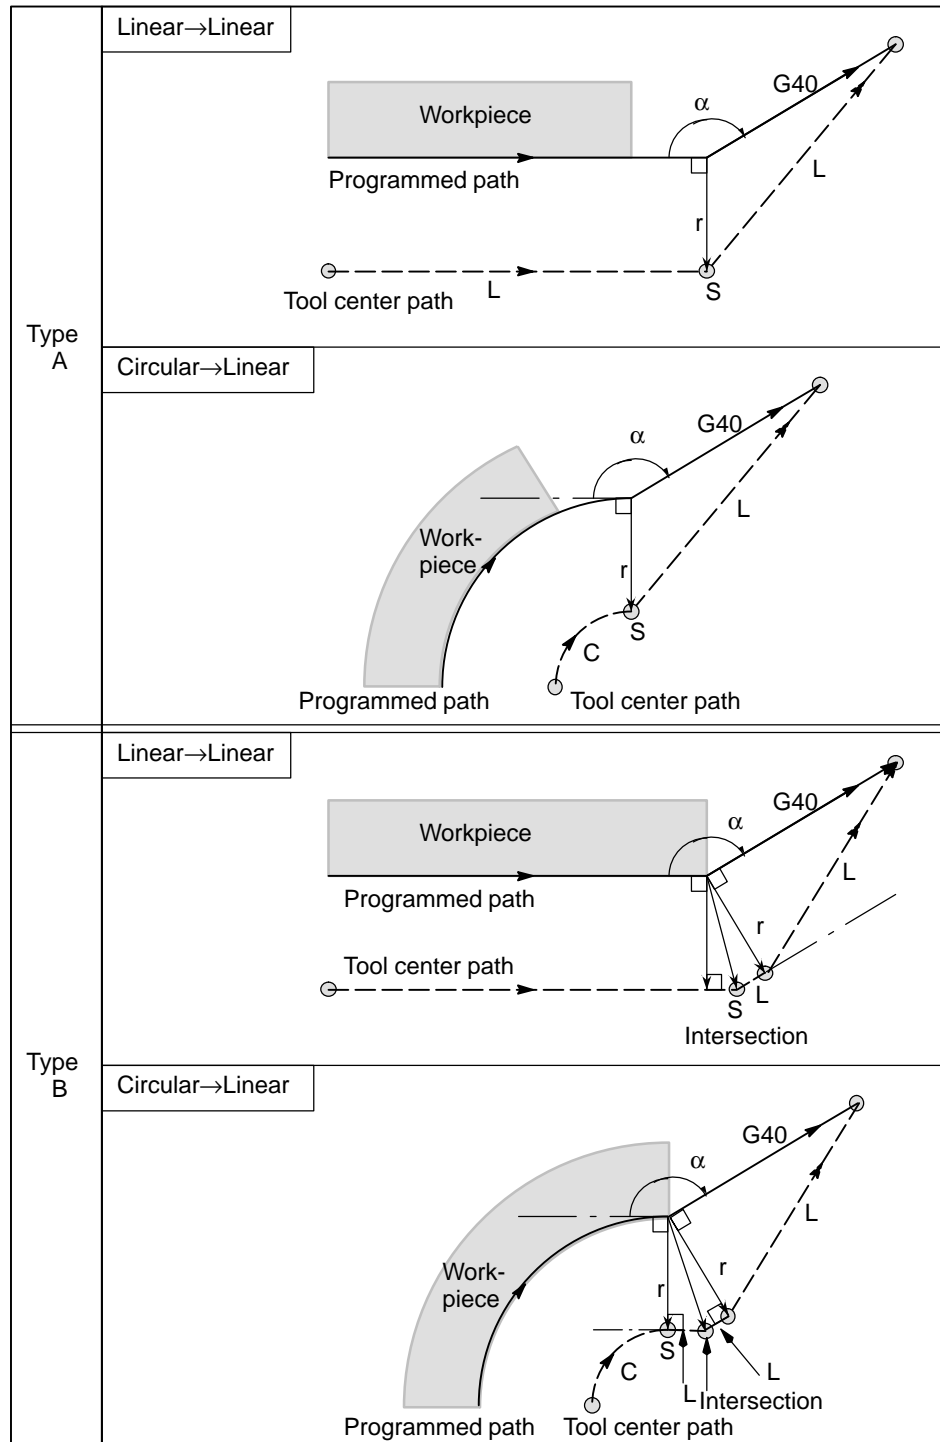 Linear→Linear
G40
α
Workpiece
L
Programmed path
r
Tool center path
L
S
Type
A
Circular→Linear
G40
α
L
Work-
piece
r
S
C
Programmed path
Tool center path
Linear→Linear
G40
α
Workpiece
L
Programmed path
r
Tool center path
L
S
Intersection
Type
B
Circular→Linear
G40
α
L
Work-
piece
r
r
S
C
L
L
Intersection
Programmed path
Tool center path